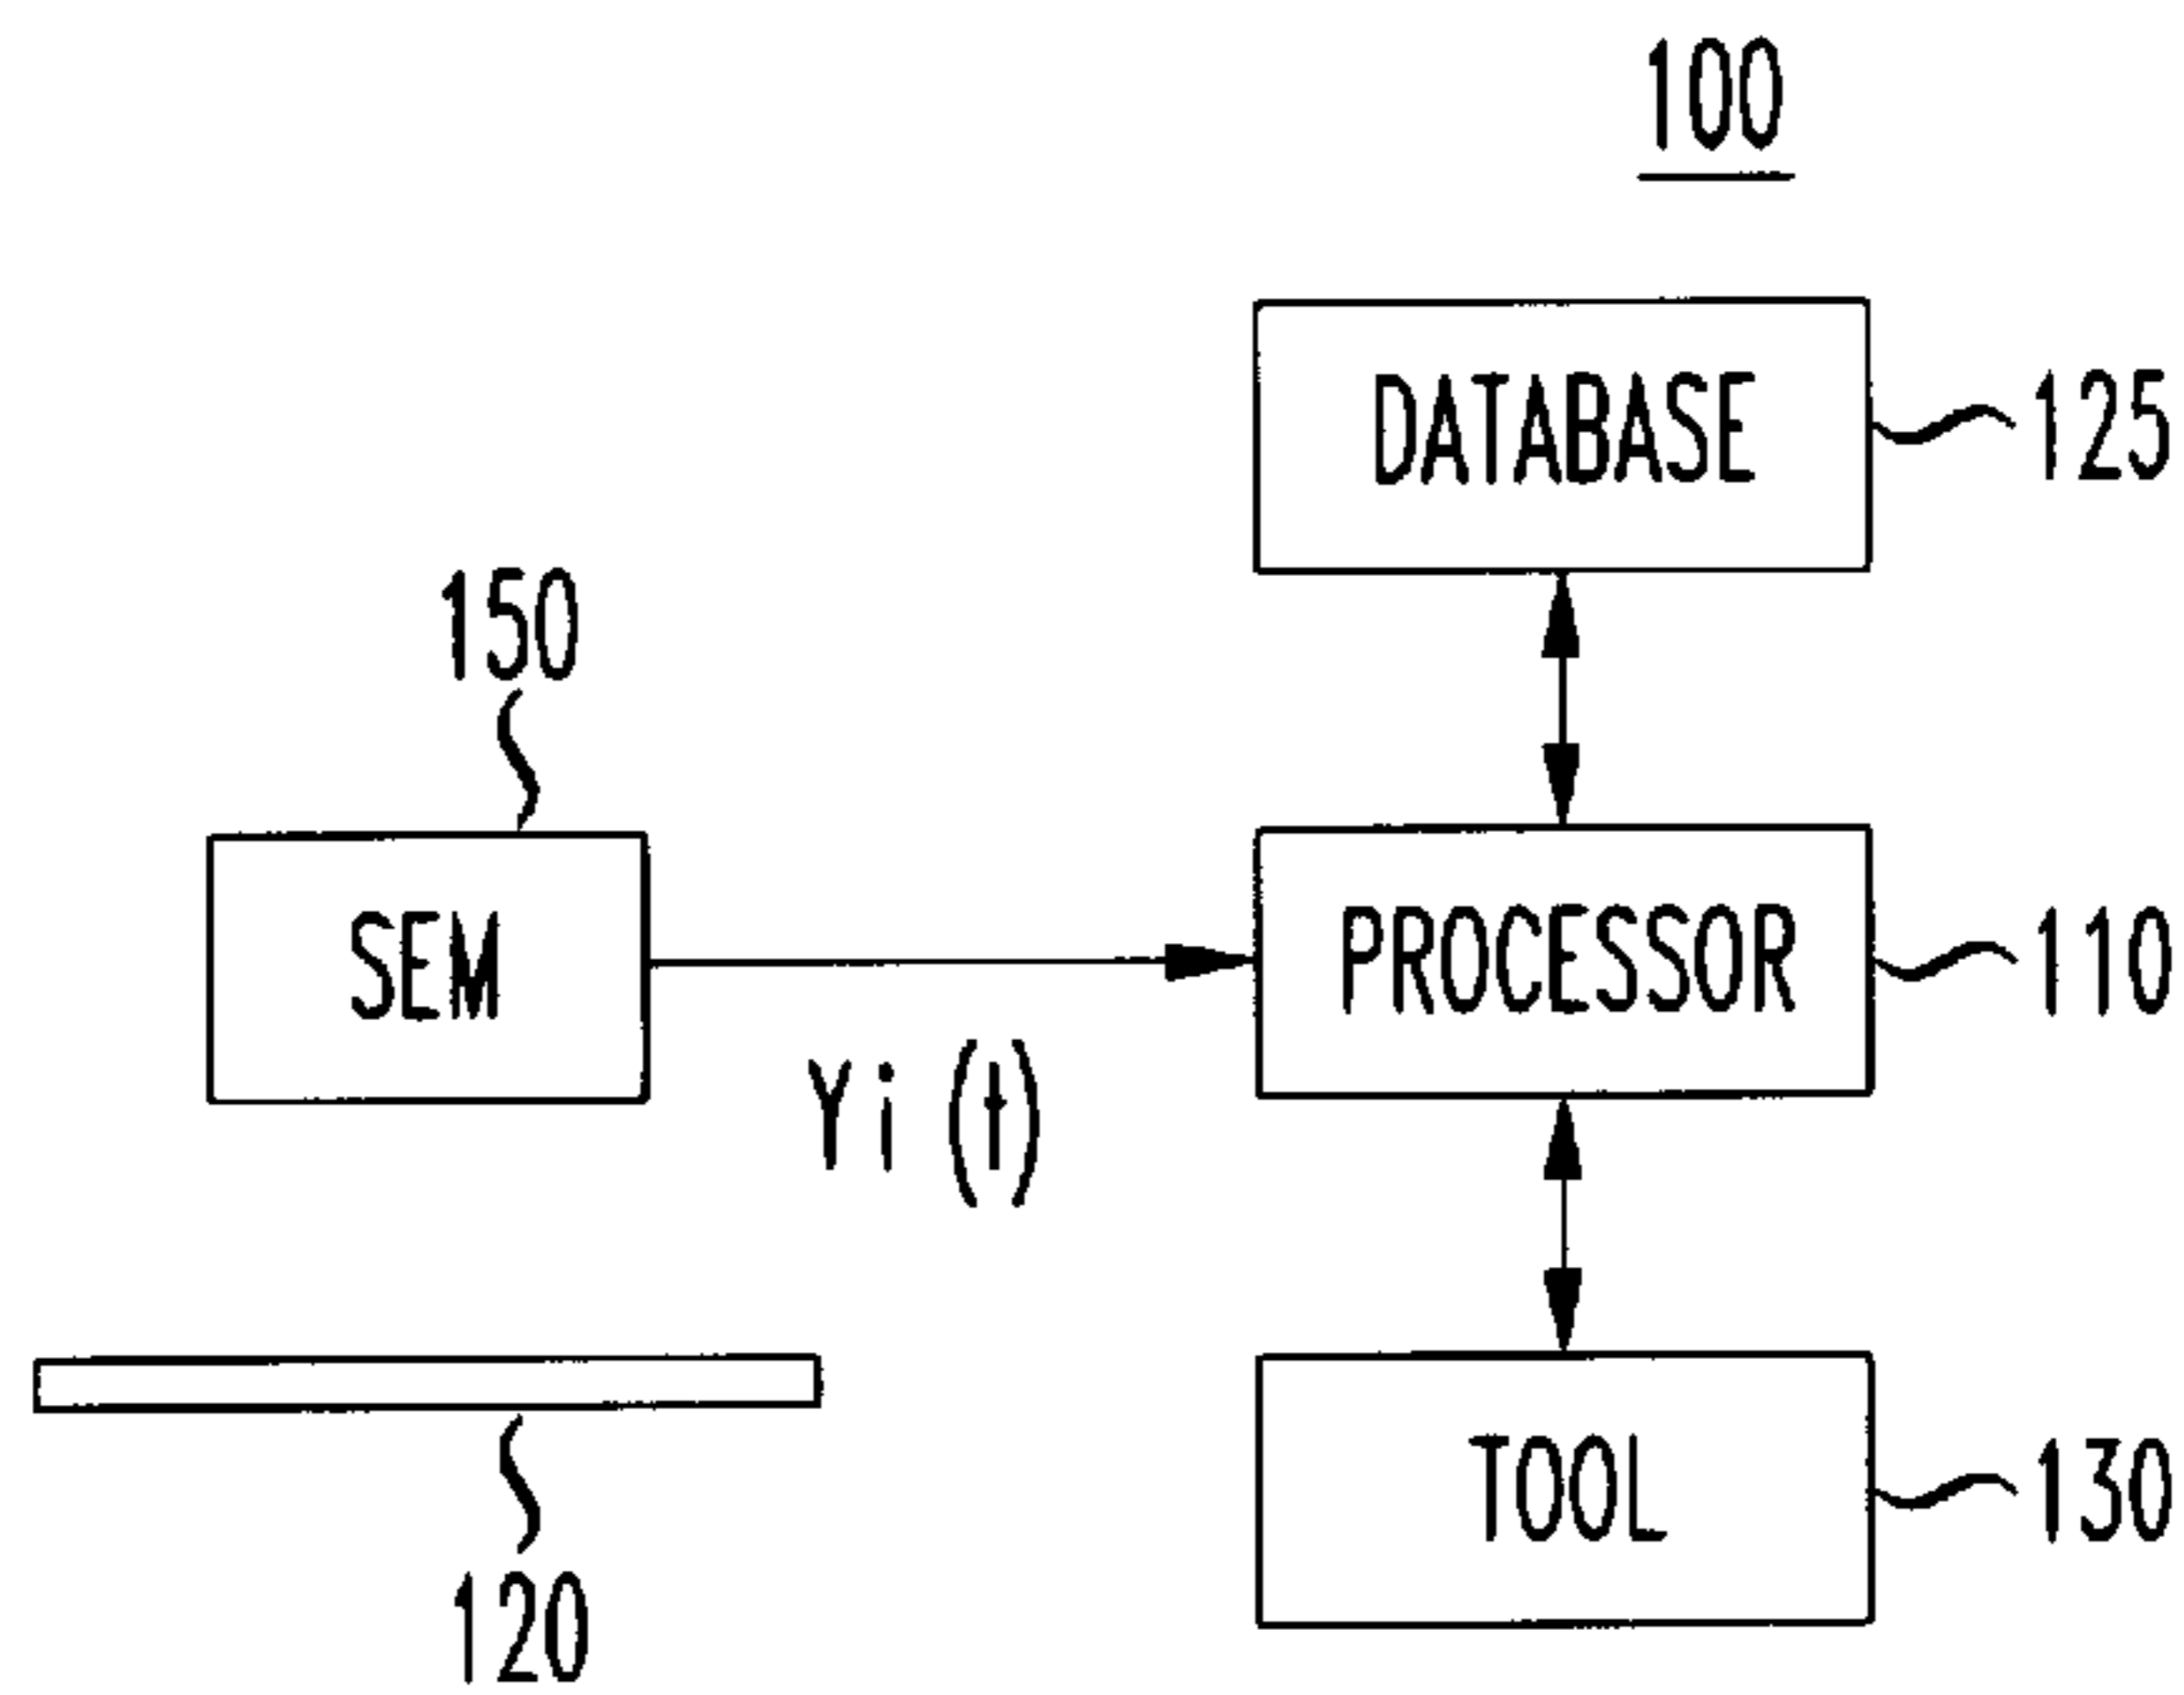 100
DATABASE
125
150
SEM
PROCESSOR
110
Yi (t)
TOOL
130
120